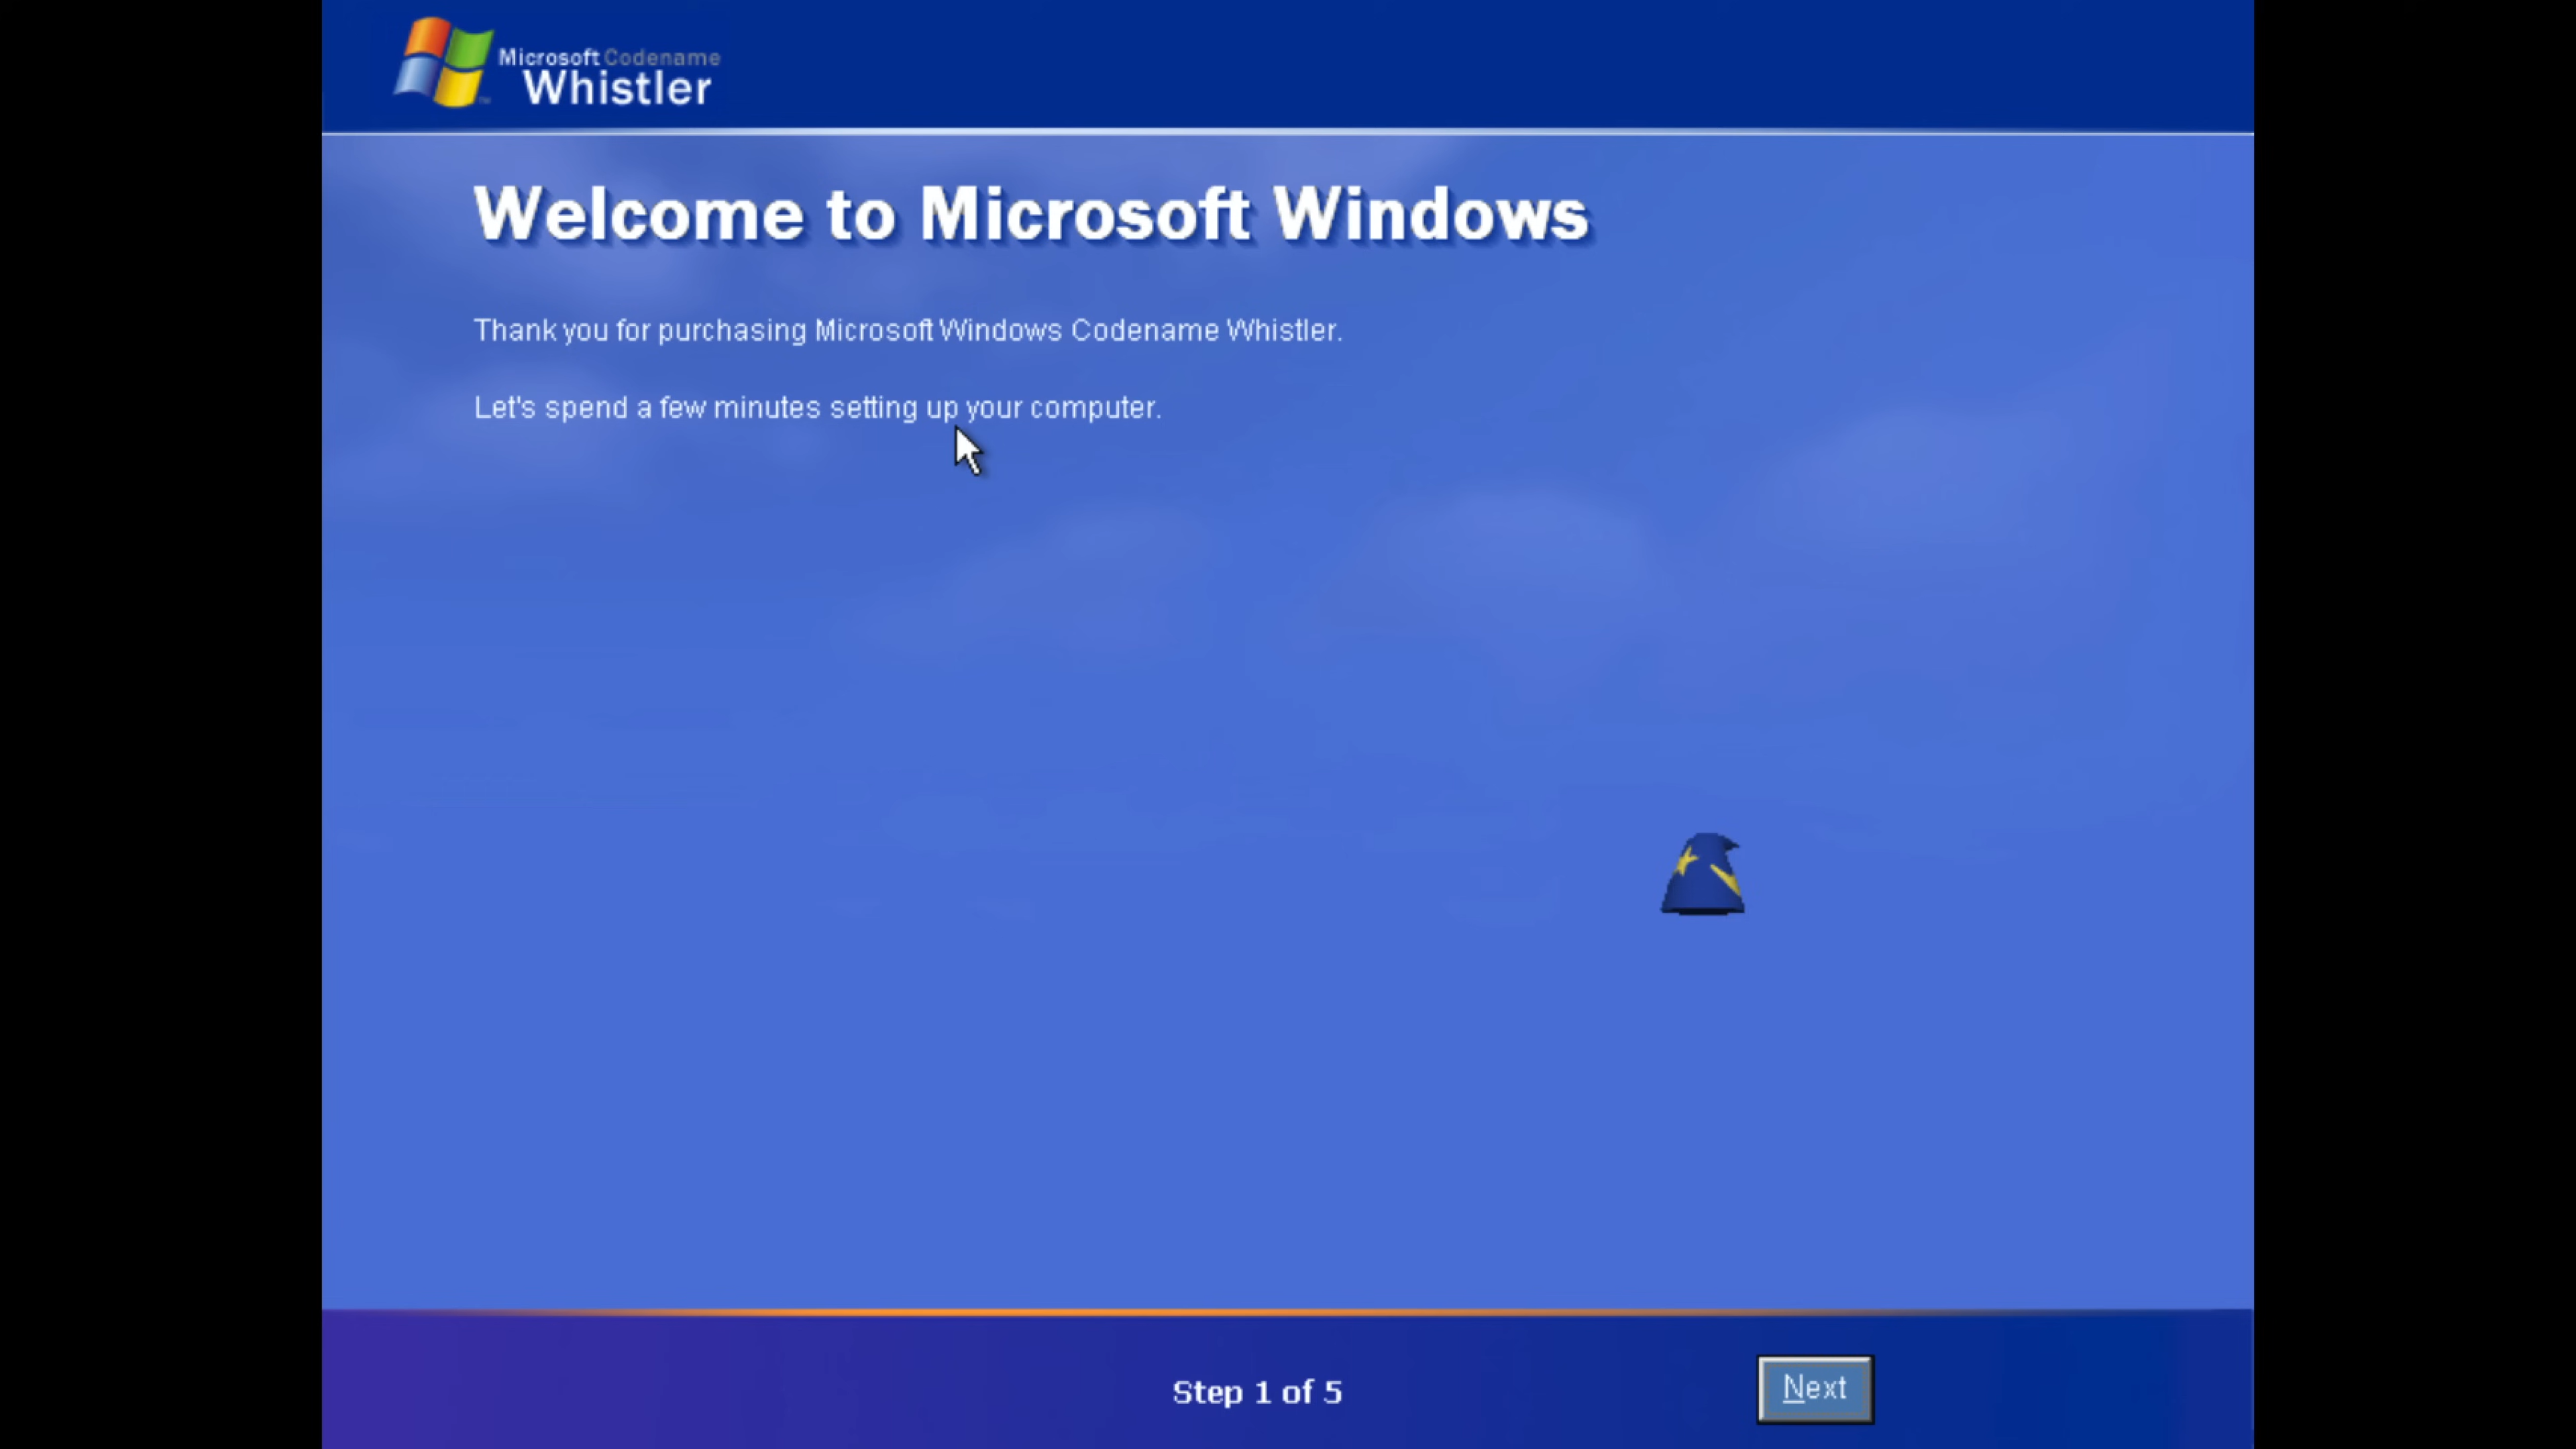 Microsoft Codename
Whistler
Welcome to Microsoft Windows
Thank you for purchasing Microsoft Windows Codename Whistler.
Let's spend a few minutes setting up your computer.
Step 1 of 5
Next